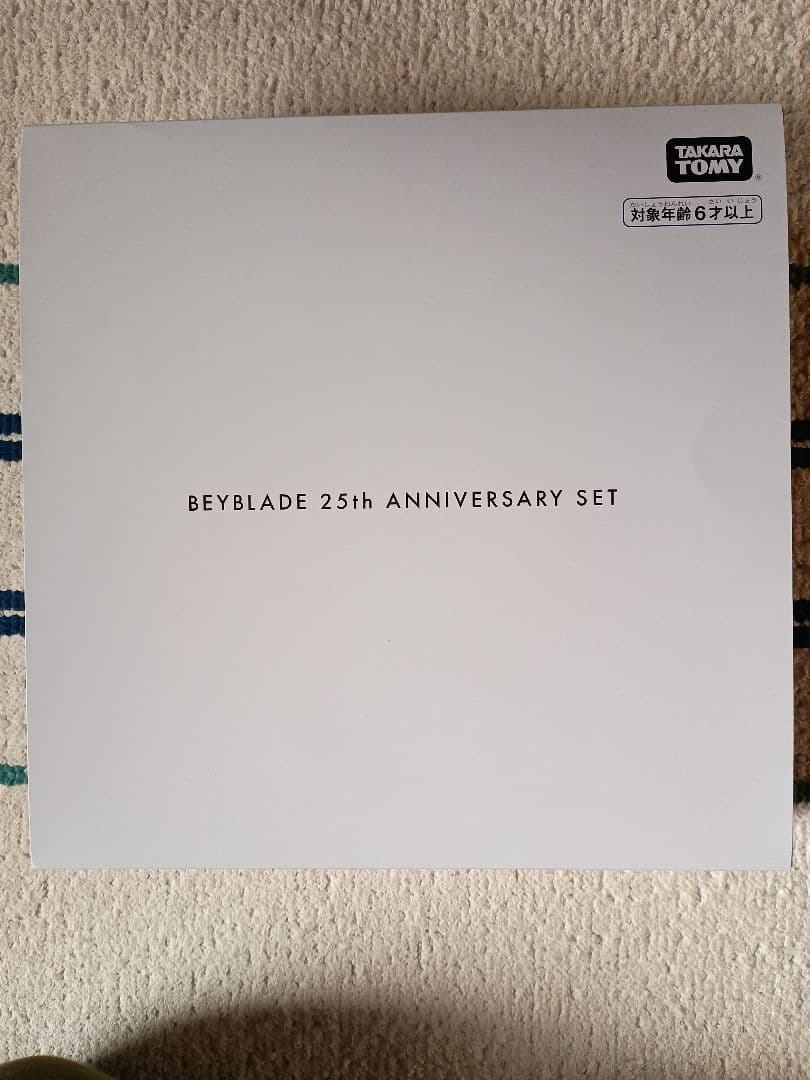 TAKARA
TOMY
®
たいしょうねんれい さい いじょう
対象年齢6才以上
BEYBLADE 25th ANNIVERSARY SET